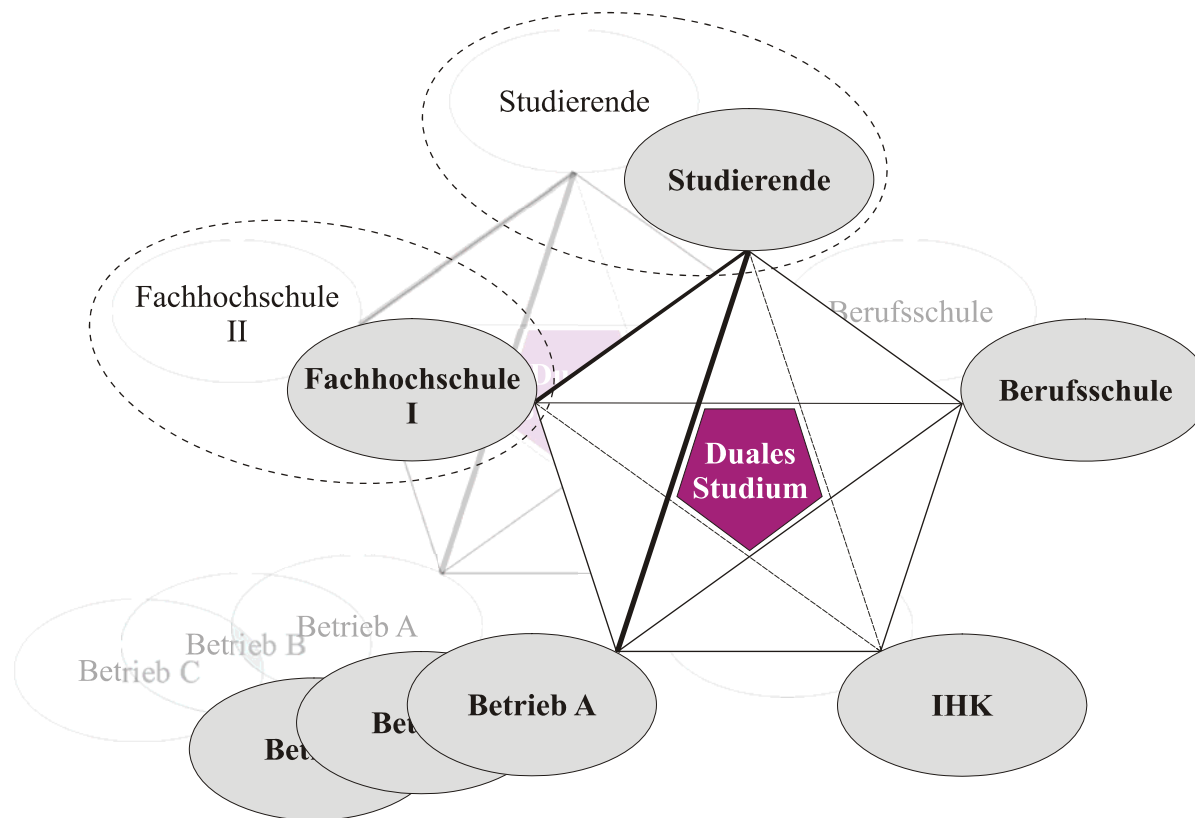 Studierende
Studierende
Fachhochschule
II
Berufsschule
Fachhochschule
I
Berufsschule
Duales
Studium
Betrieb A
Betrieb B
Betrieb C
Betrieb A
IHK